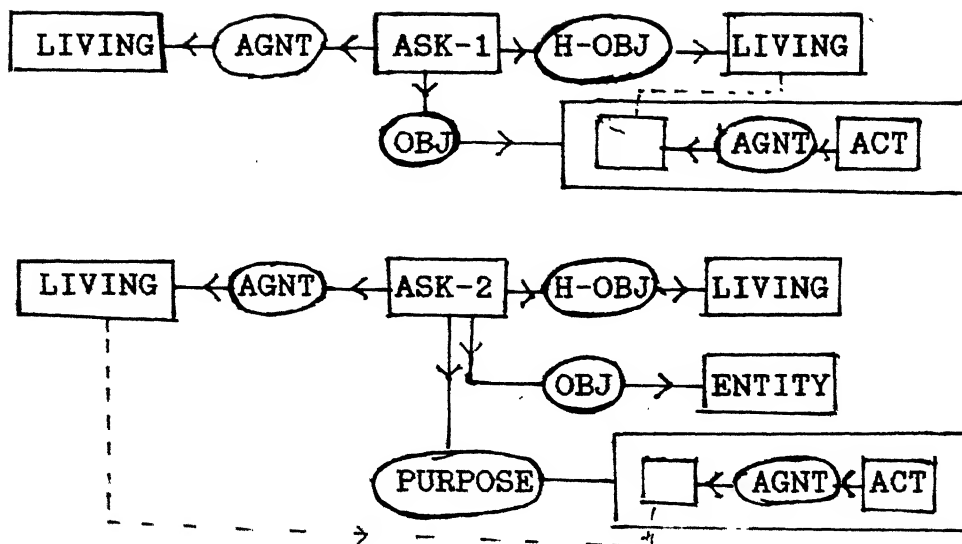 LIVING AGNT ASK-1 H-OBJ LIVING
OBJ AGNT ACT
LIVING AGNT ASK-2 H-OBJ LIVING
OBJ ENTITY
PURPOSE AGNT ACT